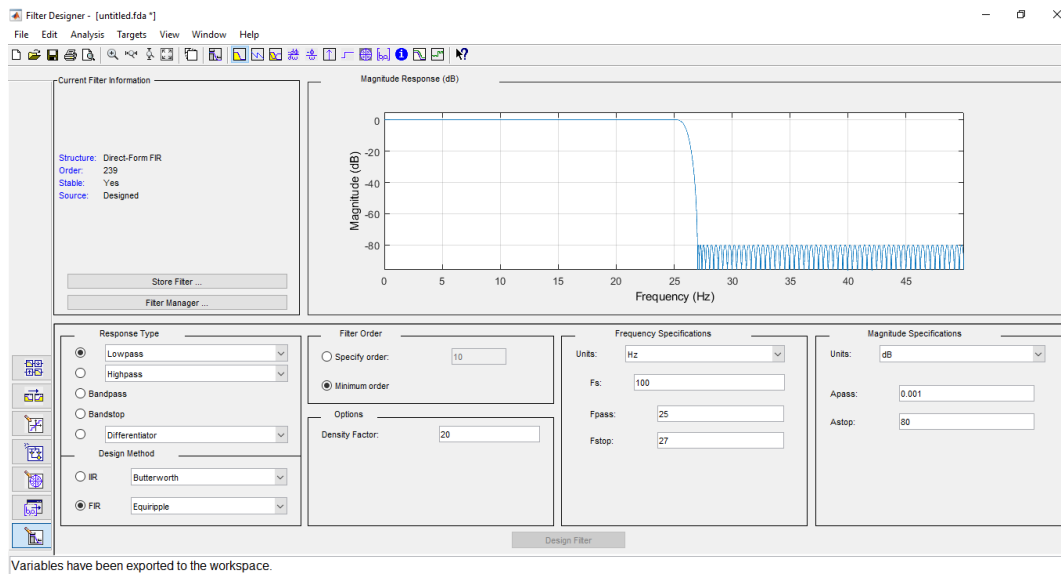 Filter Designer - [untitled.fda *]
File Edit Analysis Targets View Window Help
Current Filter Information
Structure: Direct-Form FIR
Order: 239
Stable: Yes
Source: Designed
Store Filter ...
Filter Manager ...
Magnitude Response (dB)
Magnitude (dB)
0
-20
-40
-60
-80
0 5 10 15 20 25 30 35 40 45
Frequency (Hz)
Response Type
Lowpass
Highpass
Bandpass
Bandstop
Differentiator
Design Method
IIR Butterworth
FIR Equiripple
Filter Order
Specify order: 10
Minimum order
Options
Density Factor: 20
Frequency Specifications
Units: Hz
Fs: 100
Fpass: 25
Fstop: 27
Magnitude Specifications
Units: dB
Apass: 0.001
Astop: 80
Design Filter
Variables have been exported to the workspace.